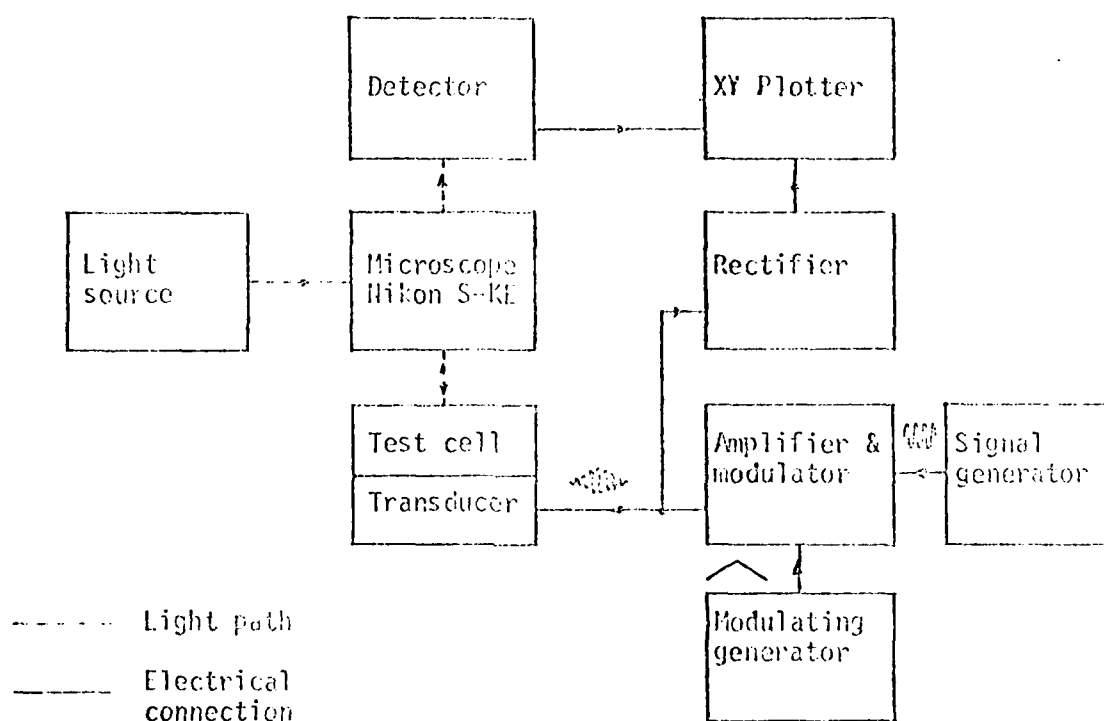 Detector
XY Plotter
Light
source
Microscope
Nikon S-KE
Rectifier
Test cell
Transducer
Amplifier &
modulator
Signal
generator
Modulating
generator
Light path
Electrical
connection